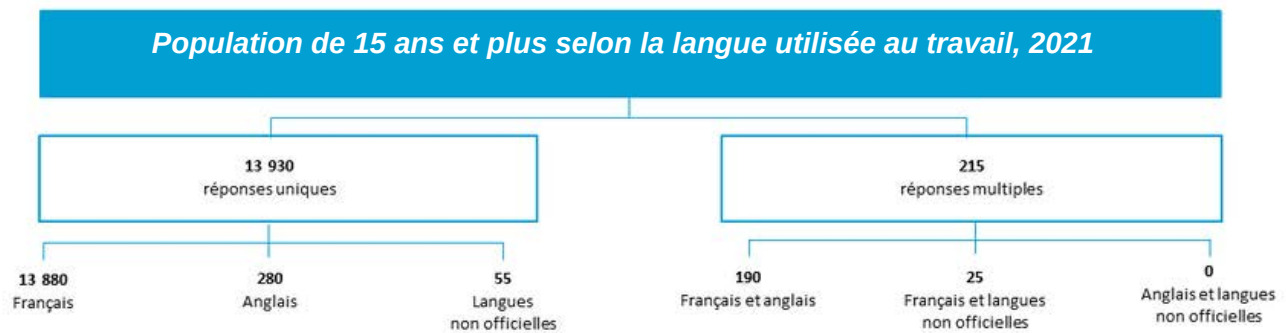 Population de 15 ans et plus selon la langue utilisée au travail, 2021
13 930
réponses uniques
215
réponses multiples
13 880
Français
280
Anglais
55
Langues
non officielles
190
Français et anglais
25
Français et langues
non officielles
0
Anglais et langues
non officielles